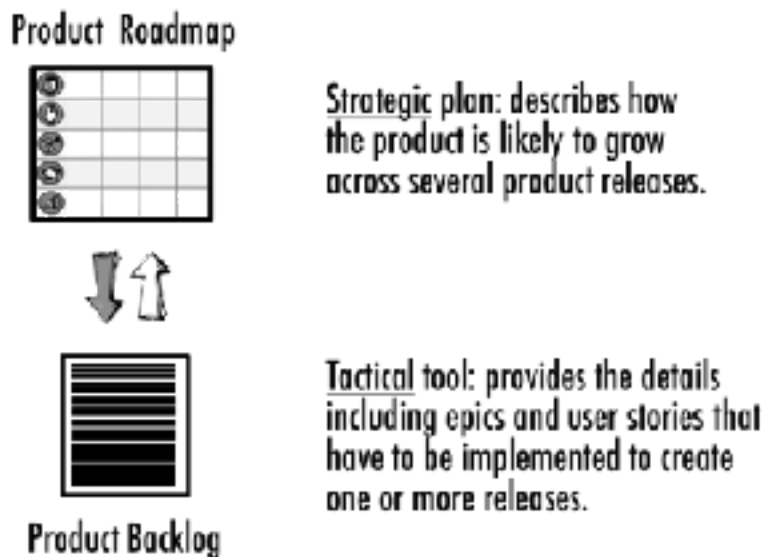 Product Roadmap
Strategic plan: describes how
the product is likely to grow
across several product releases.
Tactical tool: provides the details
including epics and user stories that
have to be implemented to create
one or more releases.
Product Backlog